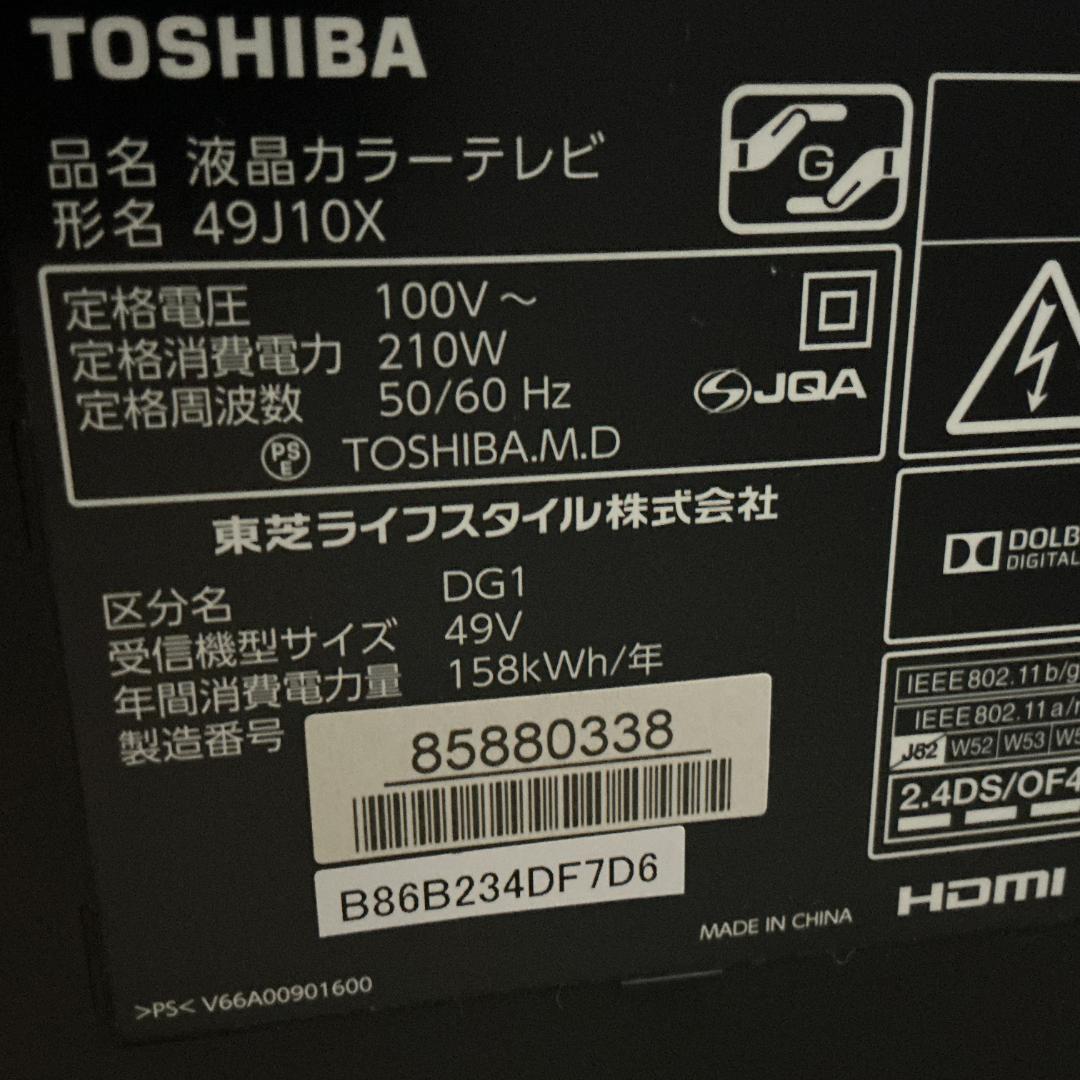 TOSHIBA
品名 液晶カラーテレビ
形名 49J10X
G
定格電圧 100V～
定格消費電力 210W
定格周波数 50/60 Hz
JQA
PSE TOSHIBA.M.D
東芝ライフスタイル株式会社
区分名 DG1
受信機型サイズ 49V
年間消費電力量 158kWh/年
製造番号 85880338
B86B234DF7D6
MADE IN CHINA
>PS< V66A00901600
DOLB
DIGITAL
IEEE802.11b/g
IEEE802.11a/
J52 W52 W53 W5
2.4DS/OF4
HDMI